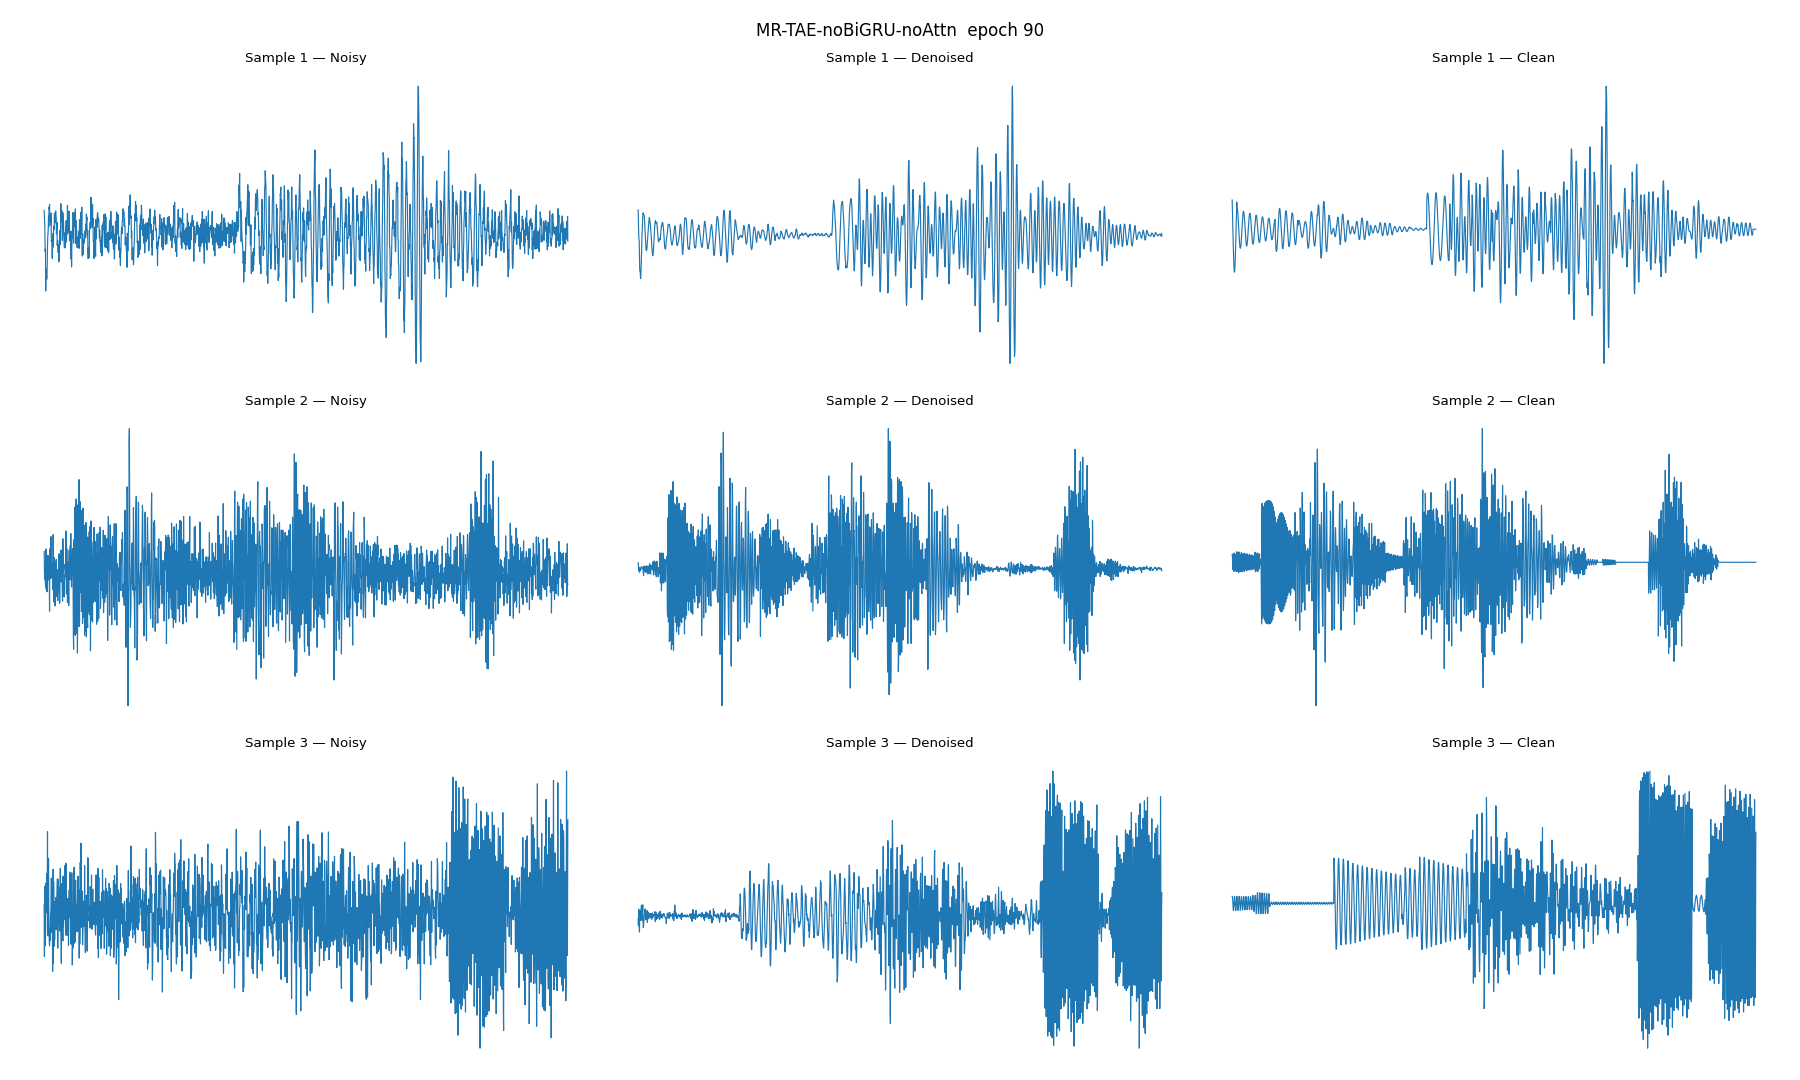 MR-TAE-noBiGRU-noAttn  epoch 90
Sample 1 — Noisy
Sample 1 — Denoised
Sample 1 — Clean
Sample 2 — Noisy
Sample 2 — Denoised
Sample 2 — Clean
Sample 3 — Noisy
Sample 3 — Denoised
Sample 3 — Clean